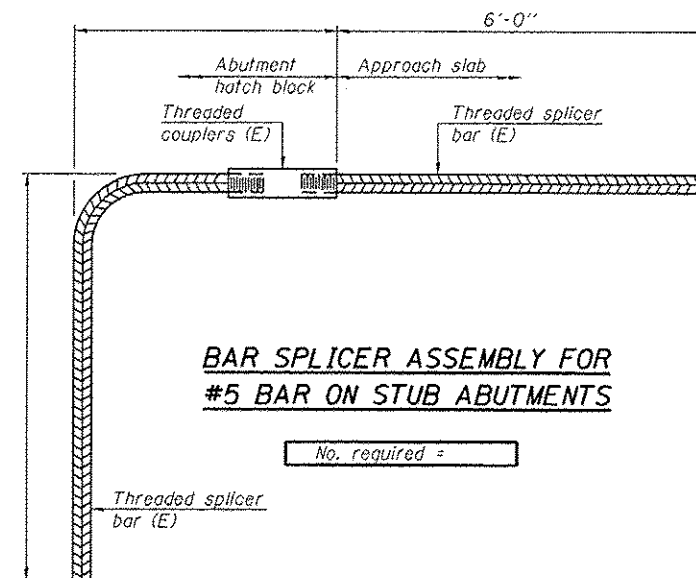 6'-0"
Abutment
hatch block
Approach slab
Threaded
couplers (E)
Threaded splicer
bar (E)
BAR SPLICER ASSEMBLY FOR
#5 BAR ON STUB ABUTMENTS
No. required =
Threaded splicer
bar (E)